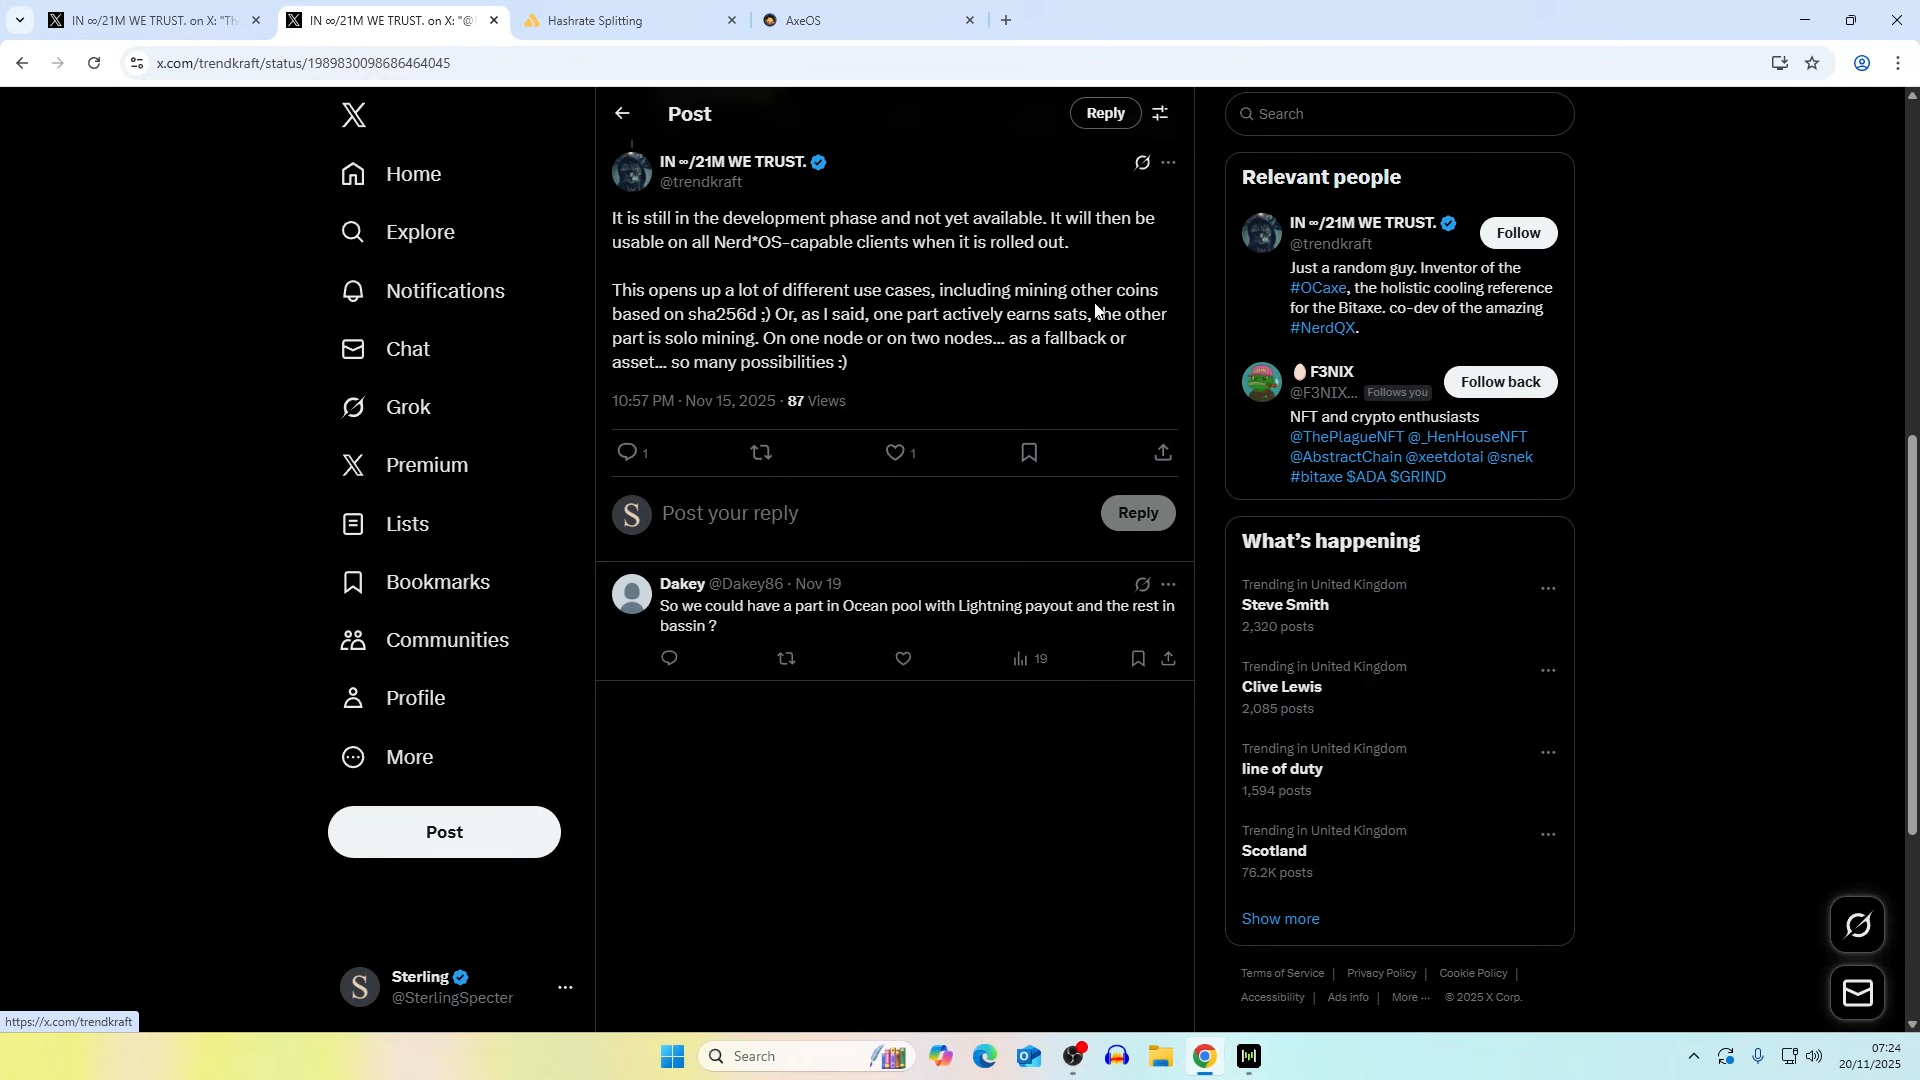 IN ∞/21M WE TRUST. on X: "Th
IN ∞/21M WE TRUST. on X: "@F
Hashrate Splitting
AxeOS
x.com/trendkraft/status/1989830098686464045
Home
Explore
Notifications
Chat
Grok
Premium
Lists
Bookmarks
Communities
Profile
More
Post
Sterling
@SterlingSpecter
https://x.com/trendkraft
Post
Reply
IN ∞/21M WE TRUST.
@trendkraft
It is still in the development phase and not yet available. It will then be
usable on all Nerd*OS-capable clients when it is rolled out.
This opens up a lot of different use cases, including mining other coins
based on sha256d ;) Or, as I said, one part actively earns sats, the other
part is solo mining. On one node or on two nodes... as a fallback or
asset... so many possibilities :)
10:57 PM · Nov 15, 2025 · 87 Views
1
1
S
Post your reply
Reply
Dakey @Dakey86 · Nov 19
So we could have a part in Ocean pool with Lightning payout and the rest in
bassin ?
19
Search
Relevant people
IN ∞/21M WE TRUST.
@trendkraft
Follow
Just a random guy. Inventor of the
#OCaxe, the holistic cooling reference
for the Bitaxe. co-dev of the amazing
#NerdQX.
F3NIX
@F3NIX... Follows you
Follow back
NFT and crypto enthusiasts
@ThePlagueNFT @_HenHouseNFT
@AbstractChain @xeetdotai @snek
#bitaxe $ADA $GRIND
What's happening
Trending in United Kingdom
Steve Smith
2,320 posts
Trending in United Kingdom
Clive Lewis
2,085 posts
Trending in United Kingdom
line of duty
1,594 posts
Trending in United Kingdom
Scotland
76.2K posts
Show more
Terms of Service | Privacy Policy | Cookie Policy |
Accessibility | Ads info | More ... © 2025 X Corp.
S
Search
07:24
20/11/2025